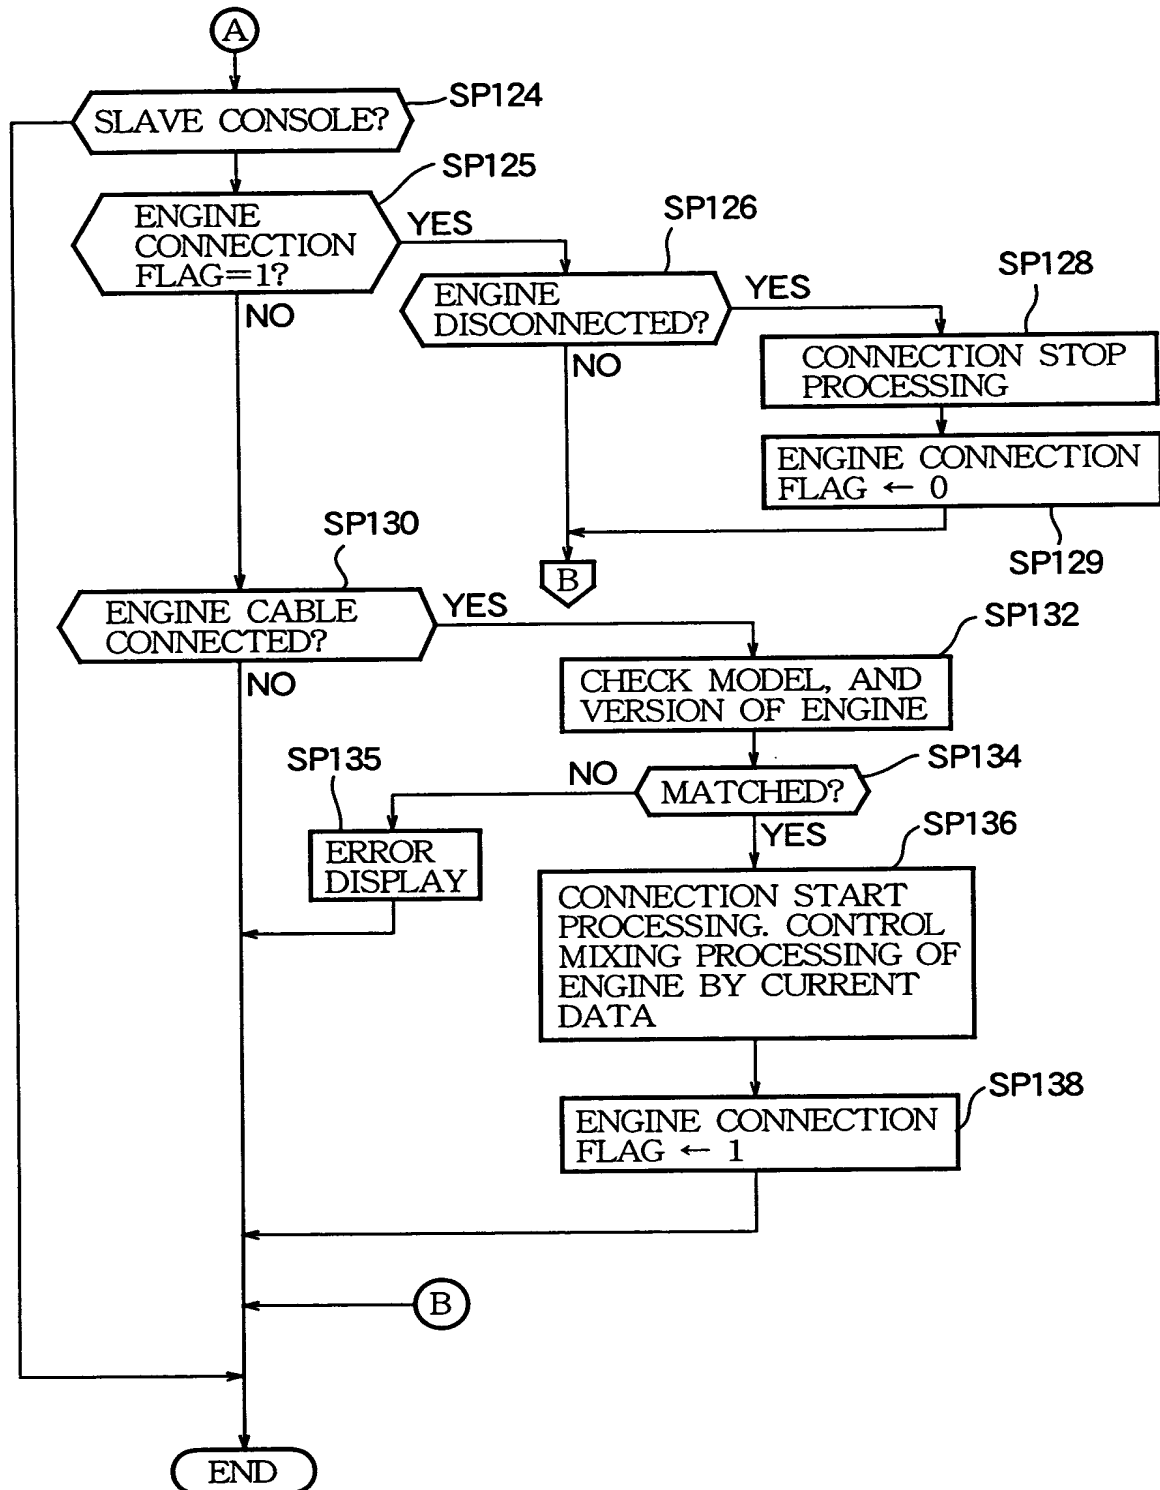 A
SLAVE CONSOLE?
SP124
SP125
ENGINE
CONNECTION
FLAG=1?
YES
NO
SP126
ENGINE
DISCONNECTED?
YES
NO
SP128
CONNECTION STOP
PROCESSING
ENGINE CONNECTION
FLAG ← 0
SP129
B
SP130
ENGINE CABLE
CONNECTED?
YES
NO
SP132
CHECK MODEL, AND
VERSION OF ENGINE
SP134
MATCHED?
NO
YES
SP135
ERROR
DISPLAY
SP136
CONNECTION START
PROCESSING. CONTROL
MIXING PROCESSING OF
ENGINE BY CURRENT
DATA
SP138
ENGINE CONNECTION
FLAG ← 1
B
END